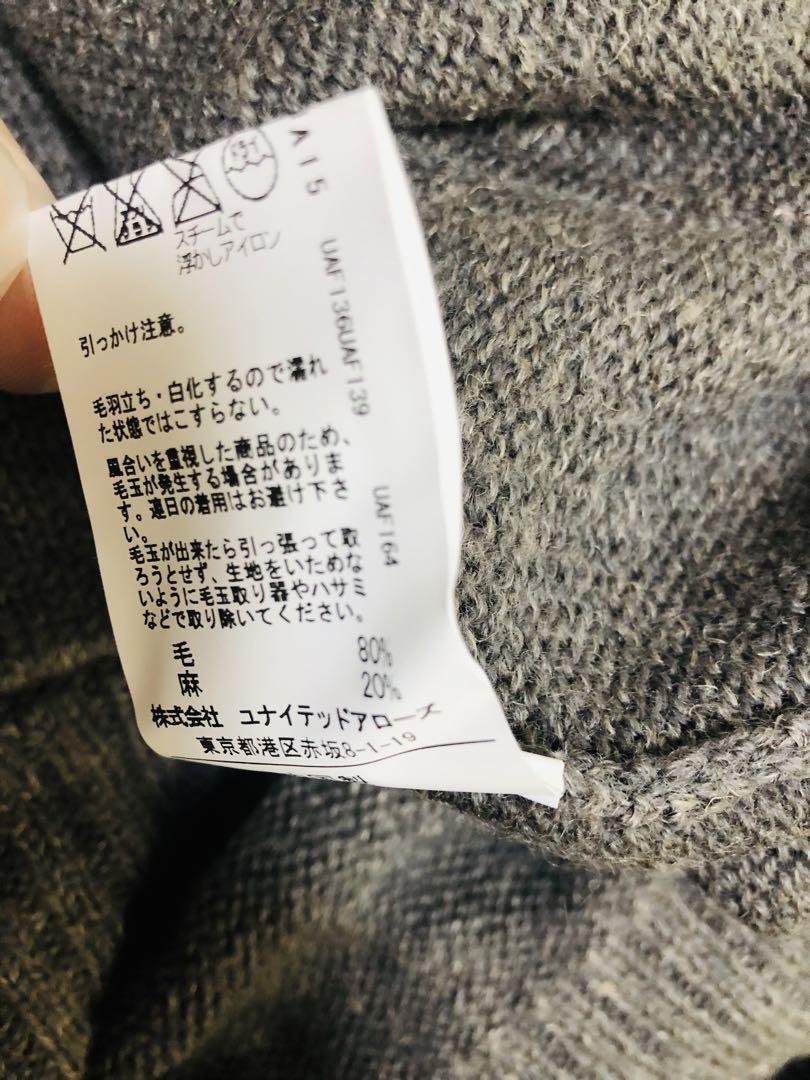 A15
スチームで
浮かしアイロン
UAF136UAF139
引っかけ注意。
毛羽立ち・白化するので濡れ
た状態ではこすらない。
風合いを重視した商品のため、
毛玉が発生する場合がありま
す。連日の着用はお避け下さ
い。
UAF164
毛玉が出来たら引っ張って取
ろうとせず、生地をいためな
いように毛玉取り器やハサミ
などで取り除いてください。
毛 80%
麻 20%
株式会社 ユナイテッドアローズ
東京都港区赤坂8-1-19